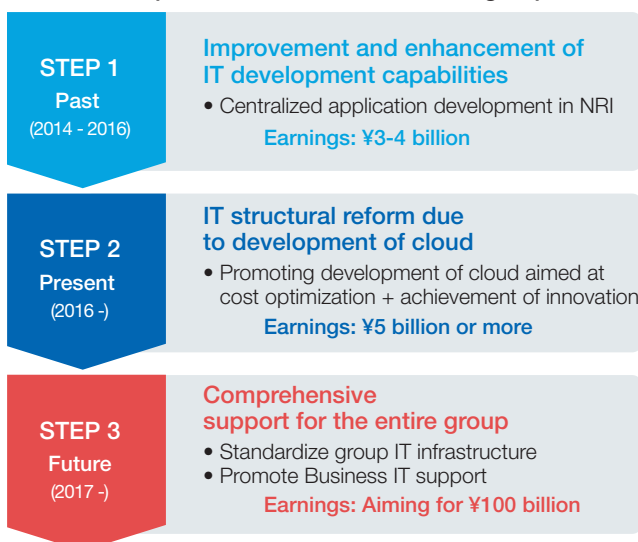 STEP 1
Past
(2014 - 2016)
Improvement and enhancement of
IT development capabilities
• Centralized application development in NRI
Earnings: ¥3-4 billion
STEP 2
Present
(2016 -)
IT structural reform due
to development of cloud
• Promoting development of cloud aimed at
cost optimization + achievement of innovation
Earnings: ¥5 billion or more
STEP 3
Future
(2017 -)
Comprehensive
support for the entire group
• Standardize group IT infrastructure
• Promote Business IT support
Earnings: Aiming for ¥100 billion